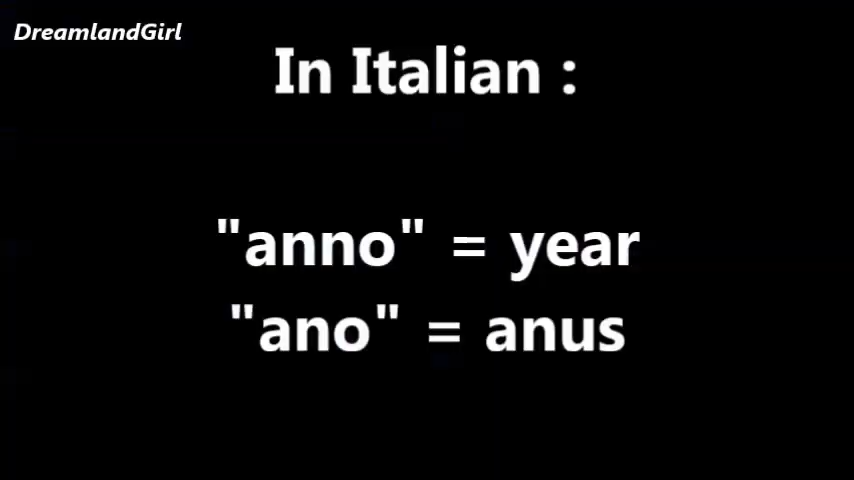 DreamlandGirl
In Italian :
"anno" = year
"ano" = anus